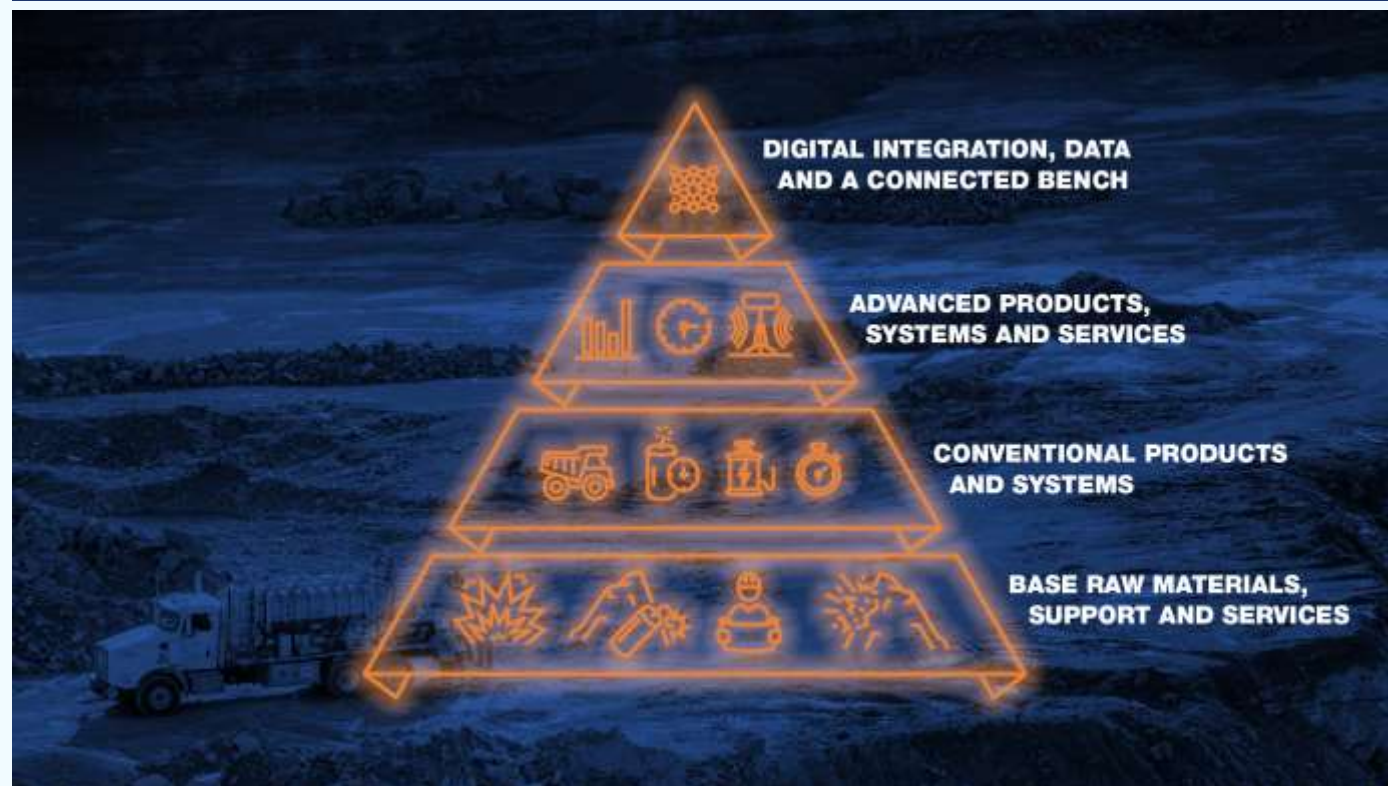 DIGITAL INTEGRATION, DATA
AND A CONNECTED BENCH
ADVANCED PRODUCTS,
SYSTEMS AND SERVICES
CONVENTIONAL PRODUCTS
AND SYSTEMS
BASE RAW MATERIALS,
SUPPORT AND SERVICES